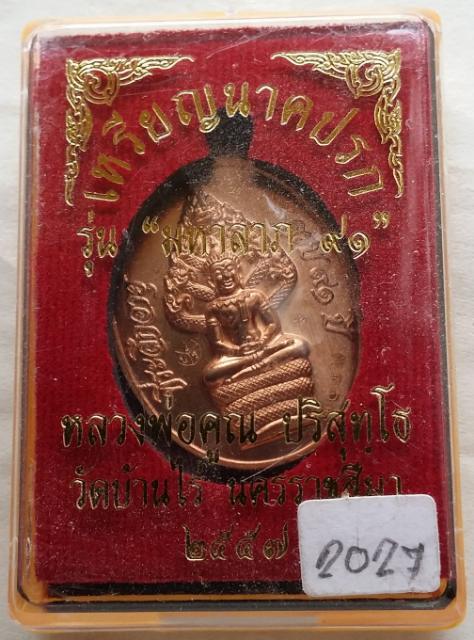 เหรียญนาคปรก
รุ่น “มหาลาภ ๙๑”
หลวงพ่อคูณ ปริสุทฺโธ
วัดบ้านไร่ นครราชสีมา
๒๕๕๗
2027